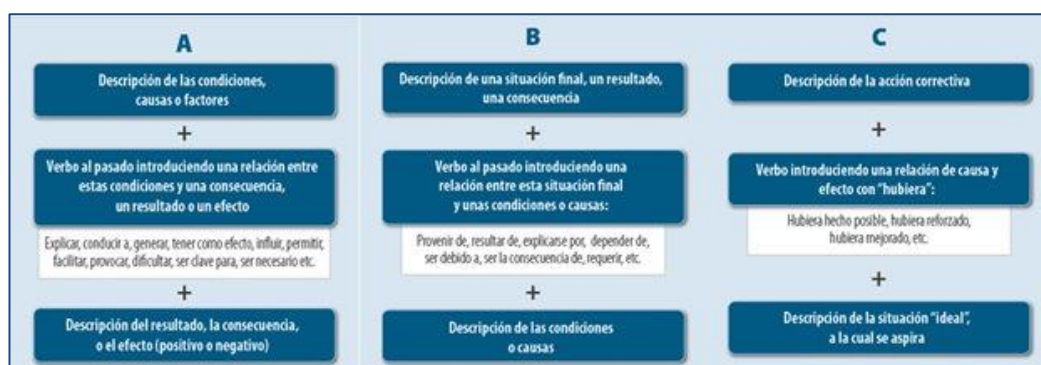 A
Descripción de las condiciones,
causas o factores
+
Verbo al pasado introduciendo una relación entre
estas condiciones y una consecuencia,
un resultado o un efecto
Explicar, conducir a, generar, tener como efecto, influir, permitir,
facilitar, provocar, dificultar, ser clave para, ser necesario etc.
+
Descripción del resultado, la consecuencia,
o el efecto (positivo o negativo)
B
Descripción de una situación final, un resultado,
una consecuencia
+
Verbo al pasado introduciendo una
relación entre esta situación final
y unas condiciones o causas:
Provenir de, resultar de, explicarse por, depender de,
ser debido a, ser la consecuencia de, requerir, etc.
+
Descripción de las condiciones
o causas
C
Descripción de la acción correctiva
+
Verbo introduciendo una relación de causa y
efecto con "hubiera":
Hubiera hecho posible, hubiera reforzado,
hubiera mejorado, etc.
+
Descripción de la situación "ideal",
a la cual se aspira